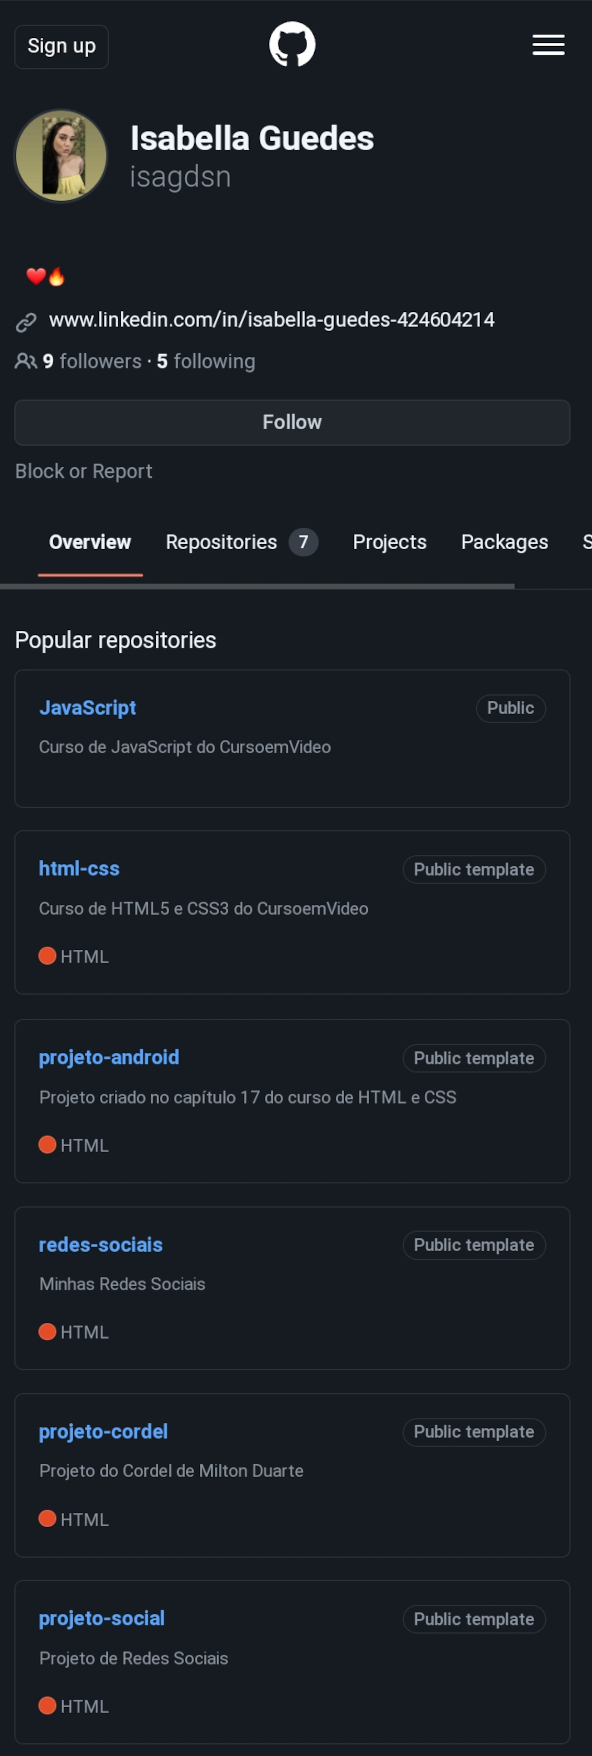 Sign up
Isabella Guedes
isagdsn
❤️🔥
www.linkedin.com/in/isabella-guedes-424604214
9 followers · 5 following
Follow
Block or Report
Overview Repositories 7 Projects Packages S
Popular repositories
JavaScript Public
Curso de JavaScript do CursoemVideo
html-css Public template
Curso de HTML5 e CSS3 do CursoemVideo
HTML
projeto-android Public template
Projeto criado no capítulo 17 do curso de HTML e CSS
HTML
redes-sociais Public template
Minhas Redes Sociais
HTML
projeto-cordel Public template
Projeto do Cordel de Milton Duarte
HTML
projeto-social Public template
Projeto de Redes Sociais
HTML